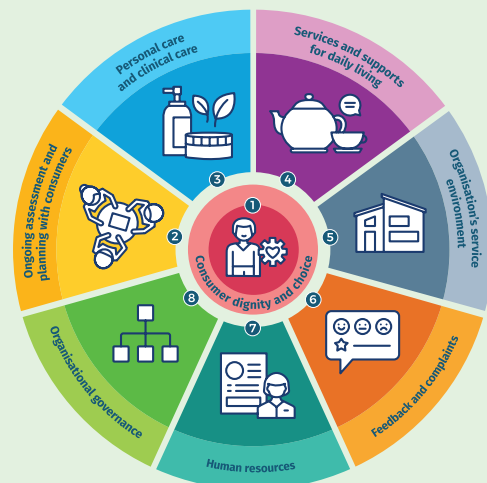 1
Consumer dignity and choice
2
Ongoing assessment and
planning with consumers
3
Personal care
and clinical care
4
Services and supports
for daily living
5
Organisation's service
environment
6
Feedback and complaints
7
Human resources
8
Organisational governance